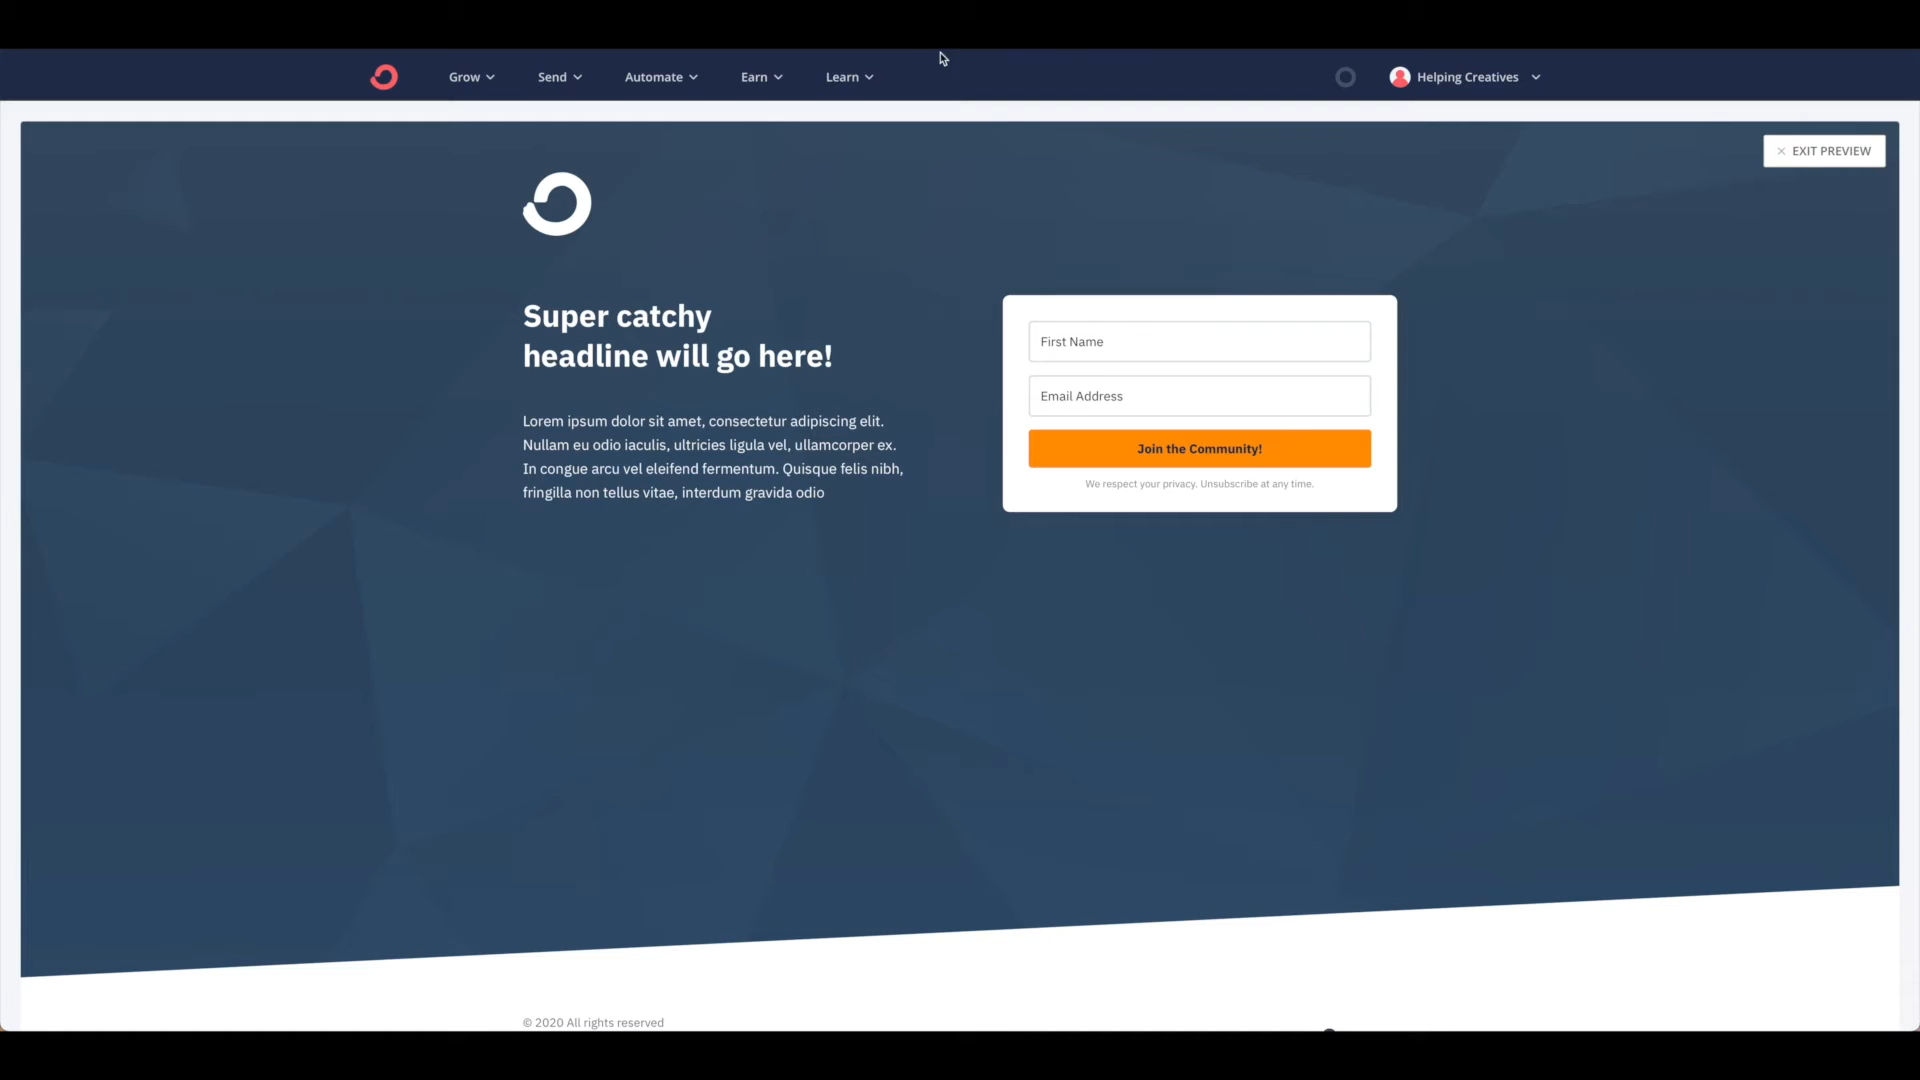 Grow Send Automate Earn Learn Helping Creatives
× EXIT PREVIEW
Super catchy
headline will go here!
Lorem ipsum dolor sit amet, consectetur adipiscing elit.
Nullam eu odio iaculis, ultricies ligula vel, ullamcorper ex.
In congue arcu vel eleifend fermentum. Quisque felis nibh,
fringilla non tellus vitae, interdum gravida odio
First Name
Email Address
Join the Community!
We respect your privacy. Unsubscribe at any time.
© 2020 All rights reserved